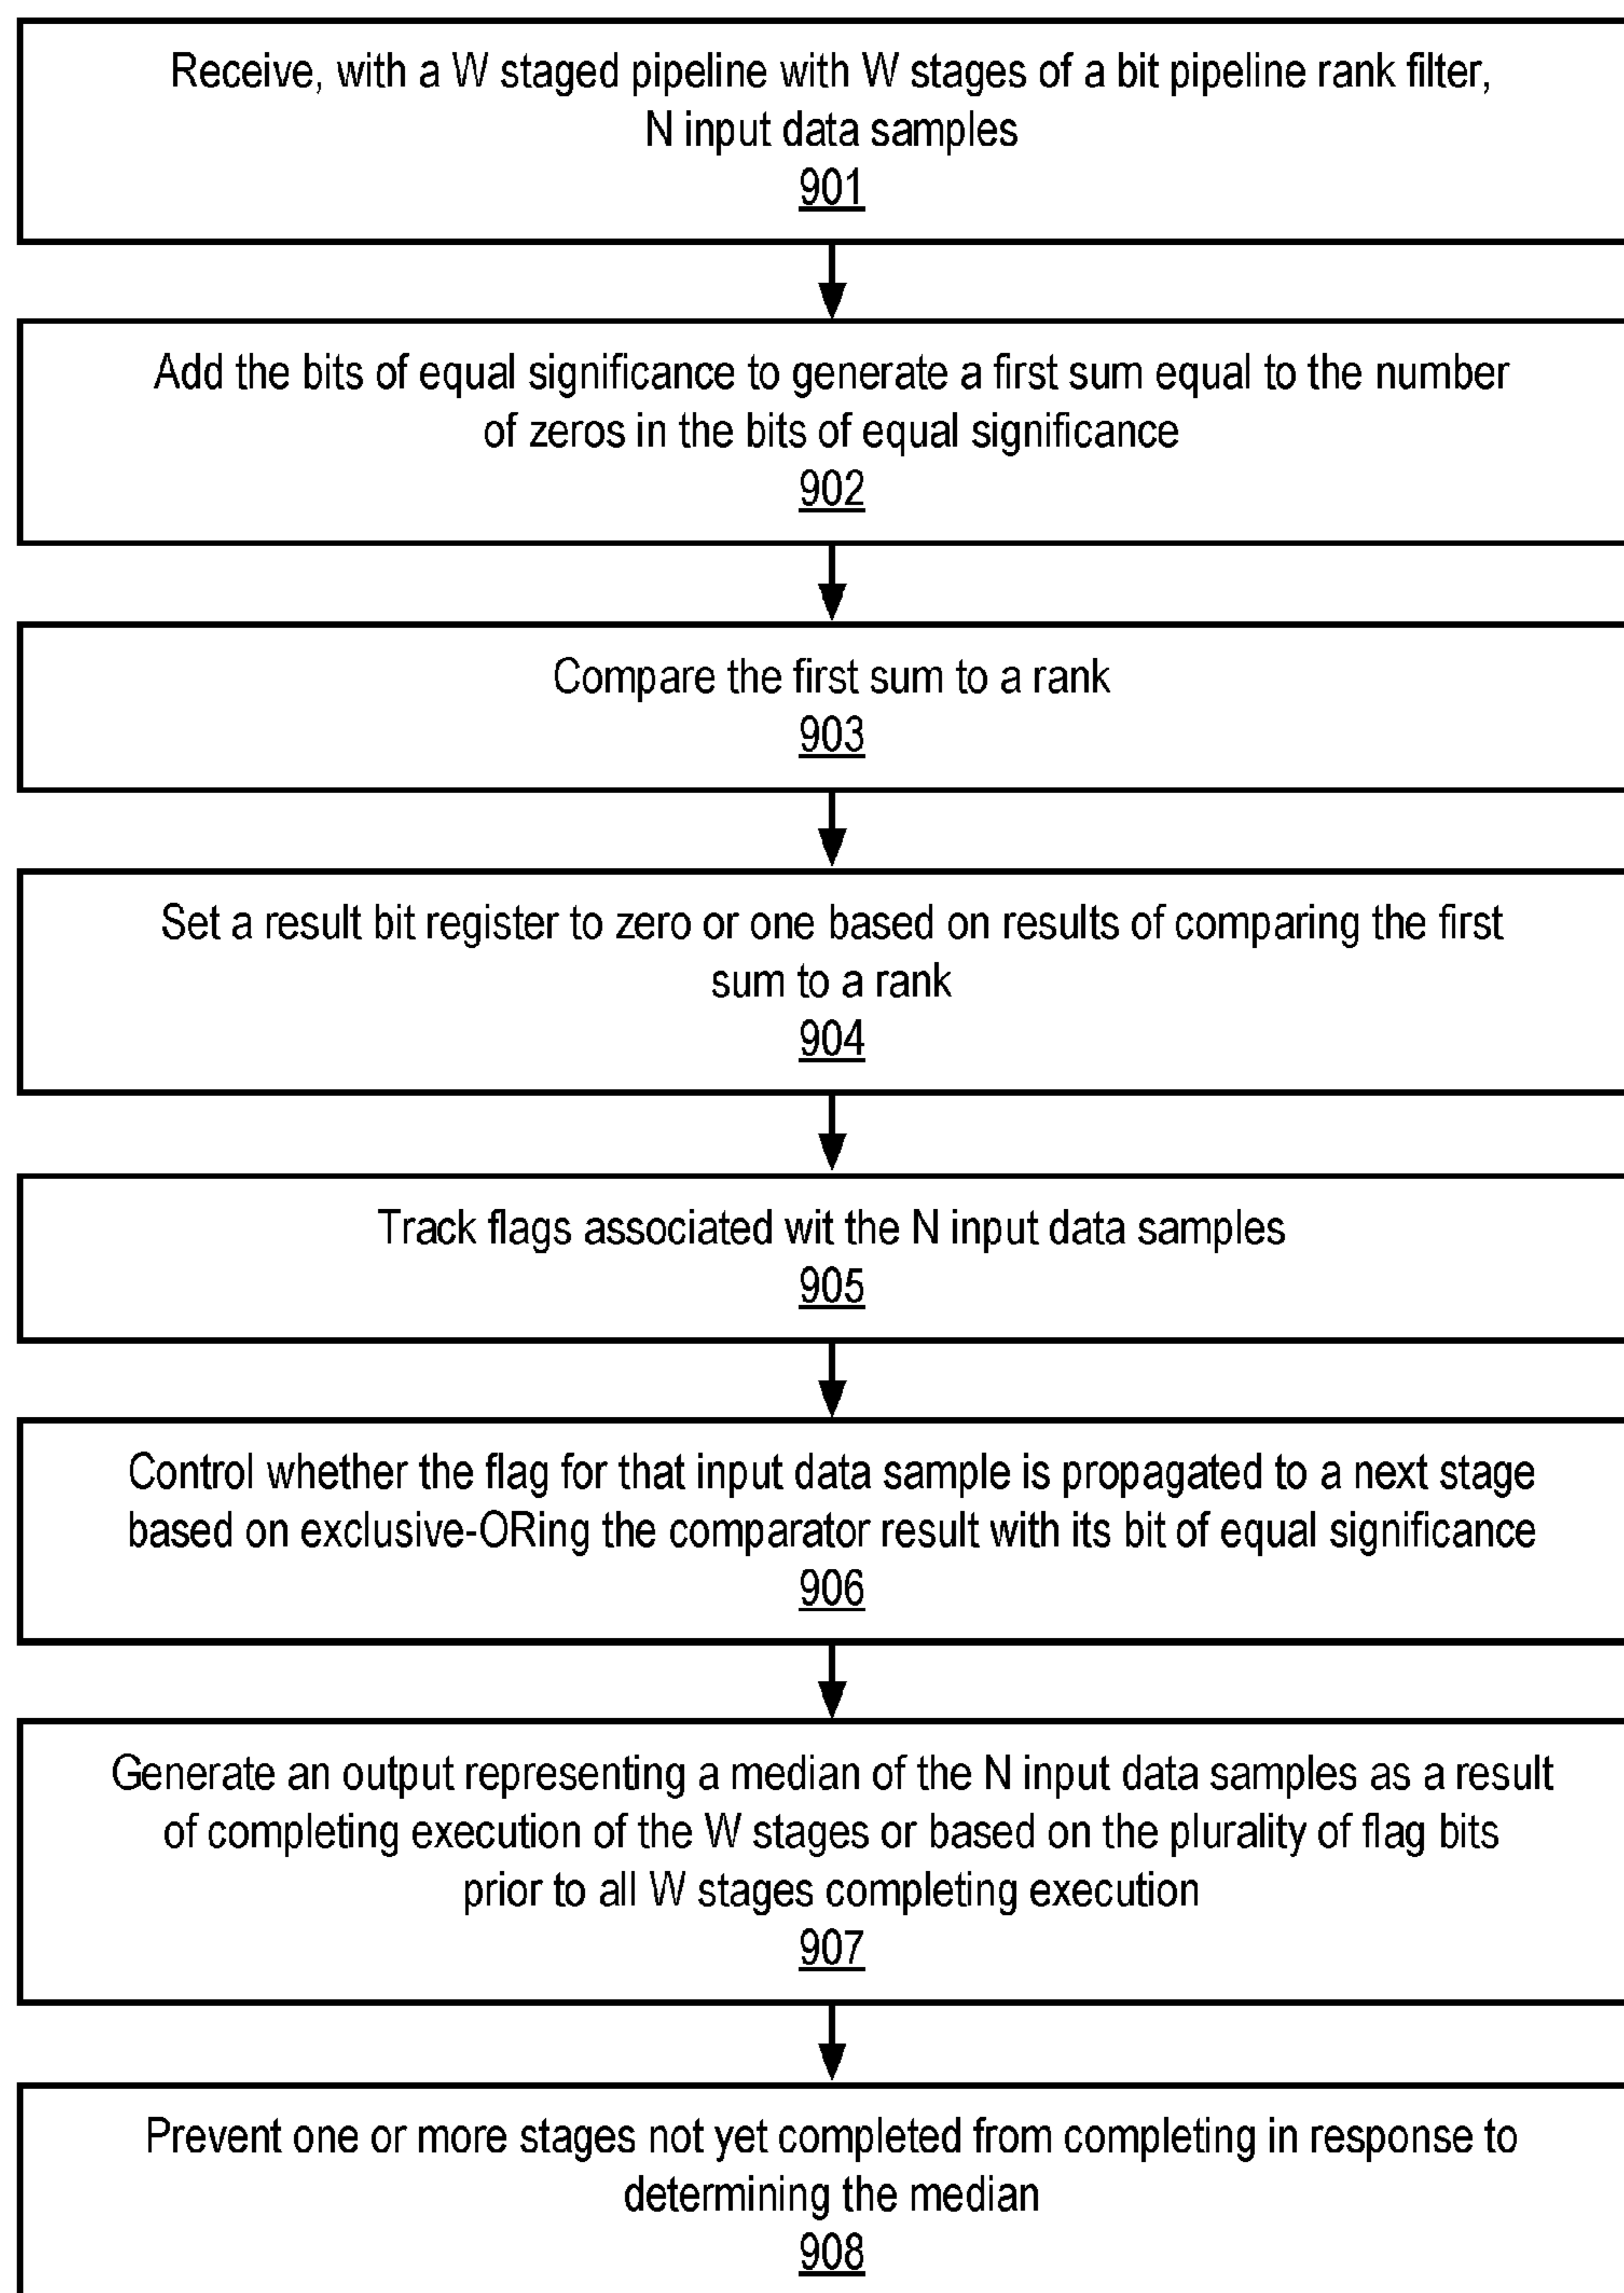 Receive, with a W staged pipeline with W stages of a bit pipeline rank filter,
N input data samples
901
Add the bits of equal significance to generate a first sum equal to the number
of zeros in the bits of equal significance
902
Compare the first sum to a rank
903
Set a result bit register to zero or one based on results of comparing the first
sum to a rank
904
Track flags associated wit the N input data samples
905
Control whether the flag for that input data sample is propagated to a next stage
based on exclusive-ORing the comparator result with its bit of equal significance
906
Generate an output representing a median of the N input data samples as a result
of completing execution of the W stages or based on the plurality of flag bits
prior to all W stages completing execution
907
Prevent one or more stages not yet completed from completing in response to
determining the median
908